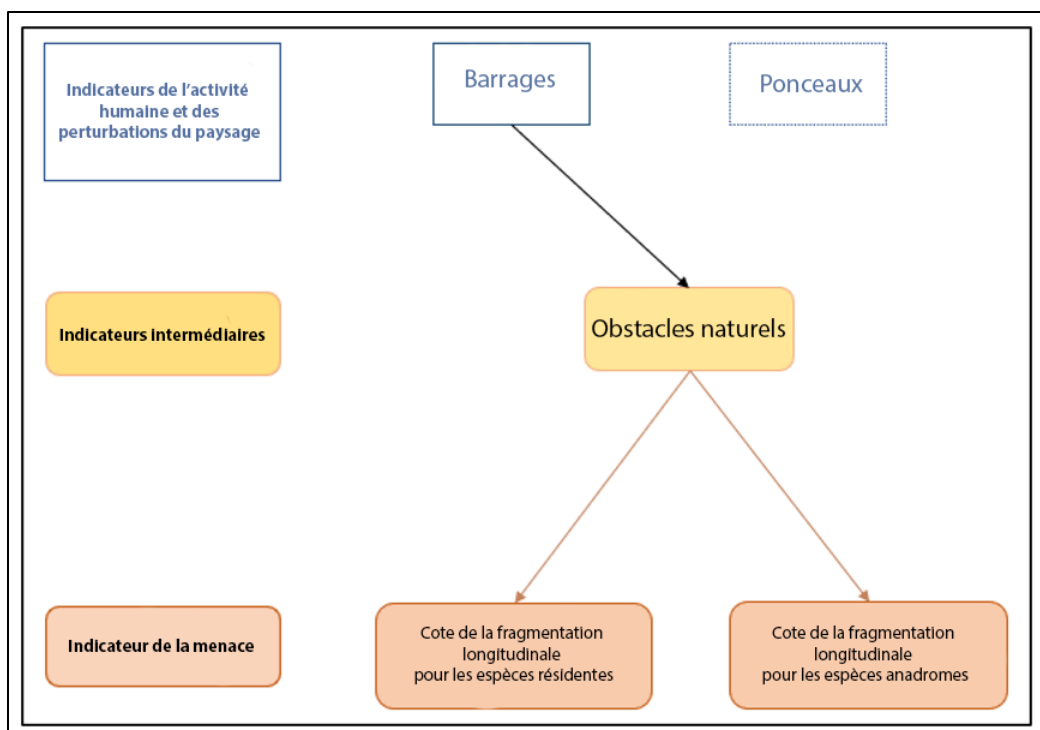 Indicateurs de l'activité
humaine et des
perturbations du paysage
Barrages
Ponceaux
Indicateurs intermédiaires
Obstacles naturels
Indicateur de la menace
Cote de la fragmentation
longitudinale
pour les espèces résidentes
Cote de la fragmentation
longitudinale
pour les espèces anadromes